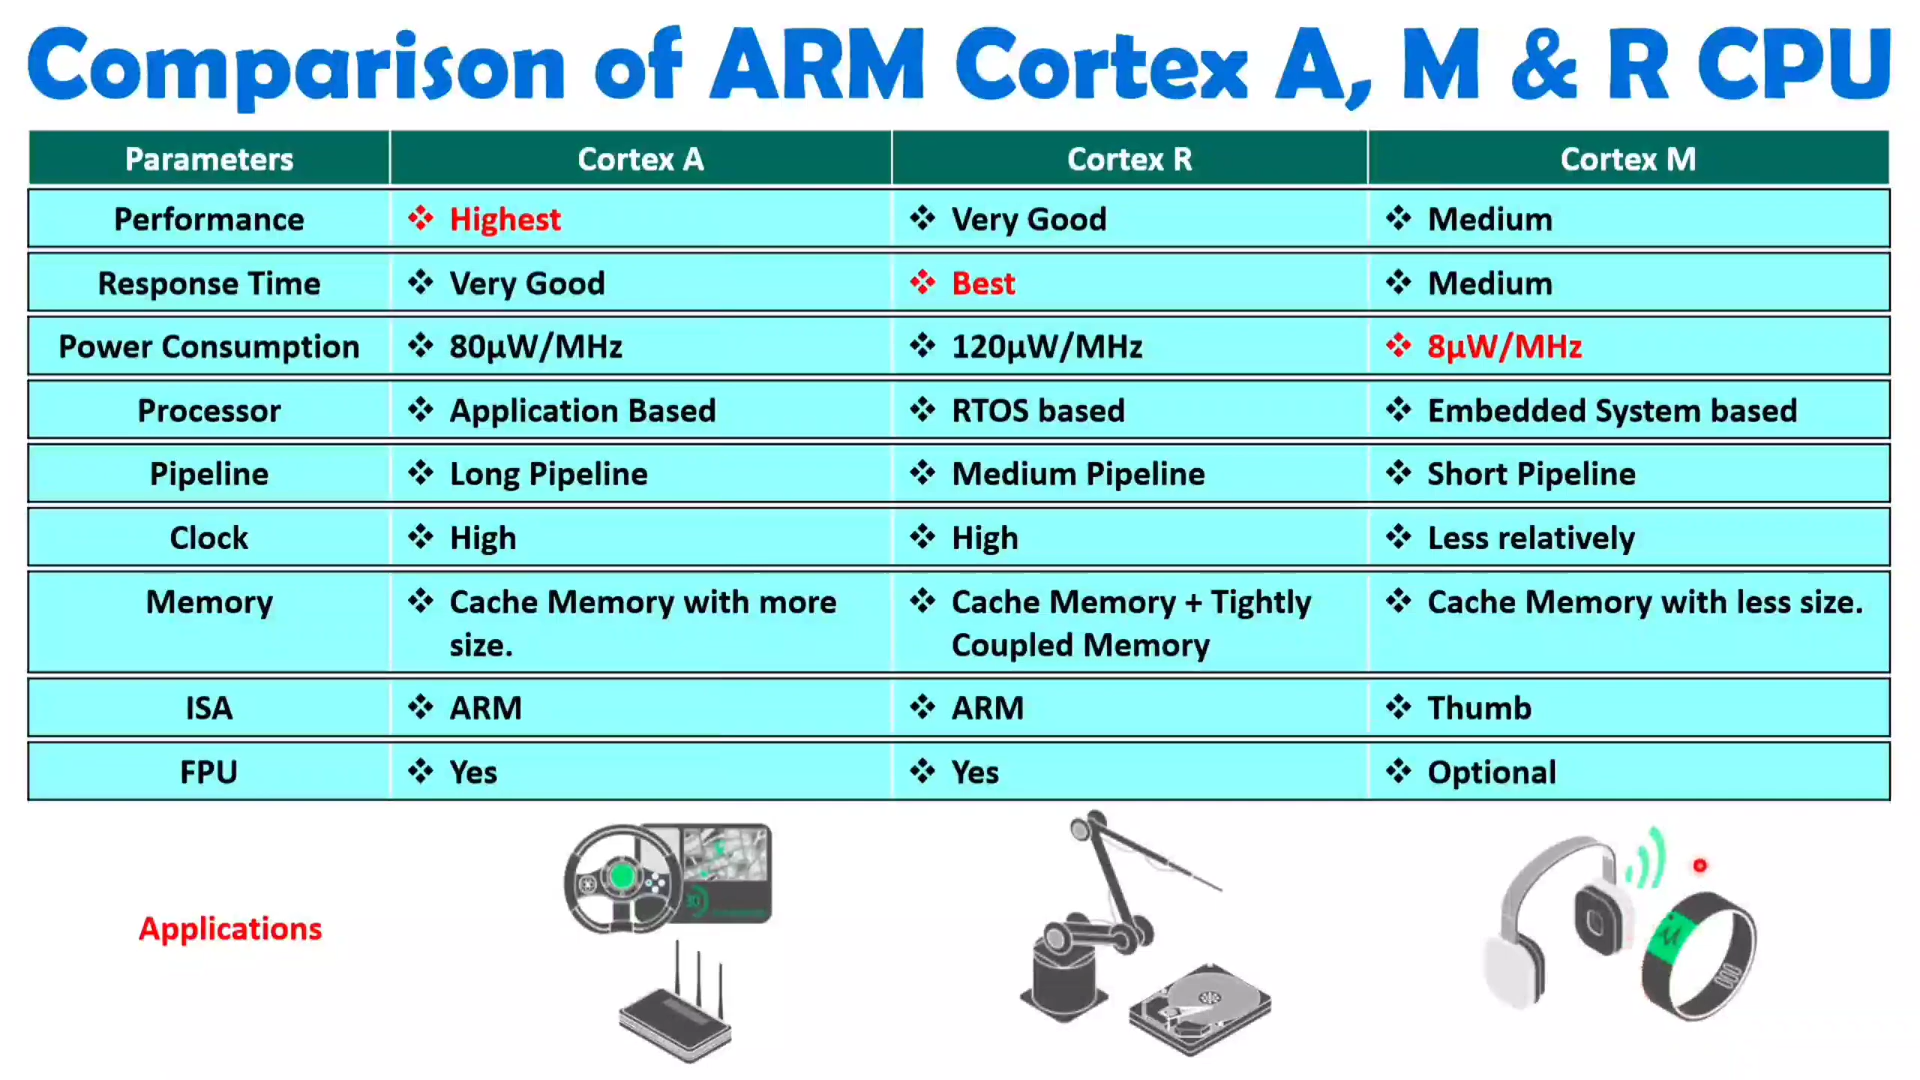 Comparison of ARM Cortex A, M & R CPU
Parameters Cortex A Cortex R Cortex M
Performance ❖ Highest ❖ Very Good ❖ Medium
Response Time ❖ Very Good ❖ Best ❖ Medium
Power Consumption ❖ 80µW/MHz ❖ 120µW/MHz ❖ 8µW/MHz
Processor ❖ Application Based ❖ RTOS based ❖ Embedded System based
Pipeline ❖ Long Pipeline ❖ Medium Pipeline ❖ Short Pipeline
Clock ❖ High ❖ High ❖ Less relatively
Memory ❖ Cache Memory with more ❖ Cache Memory + Tightly ❖ Cache Memory with less size.
size. Coupled Memory
ISA ❖ ARM ❖ ARM ❖ Thumb
FPU ❖ Yes ❖ Yes ❖ Optional
Applications